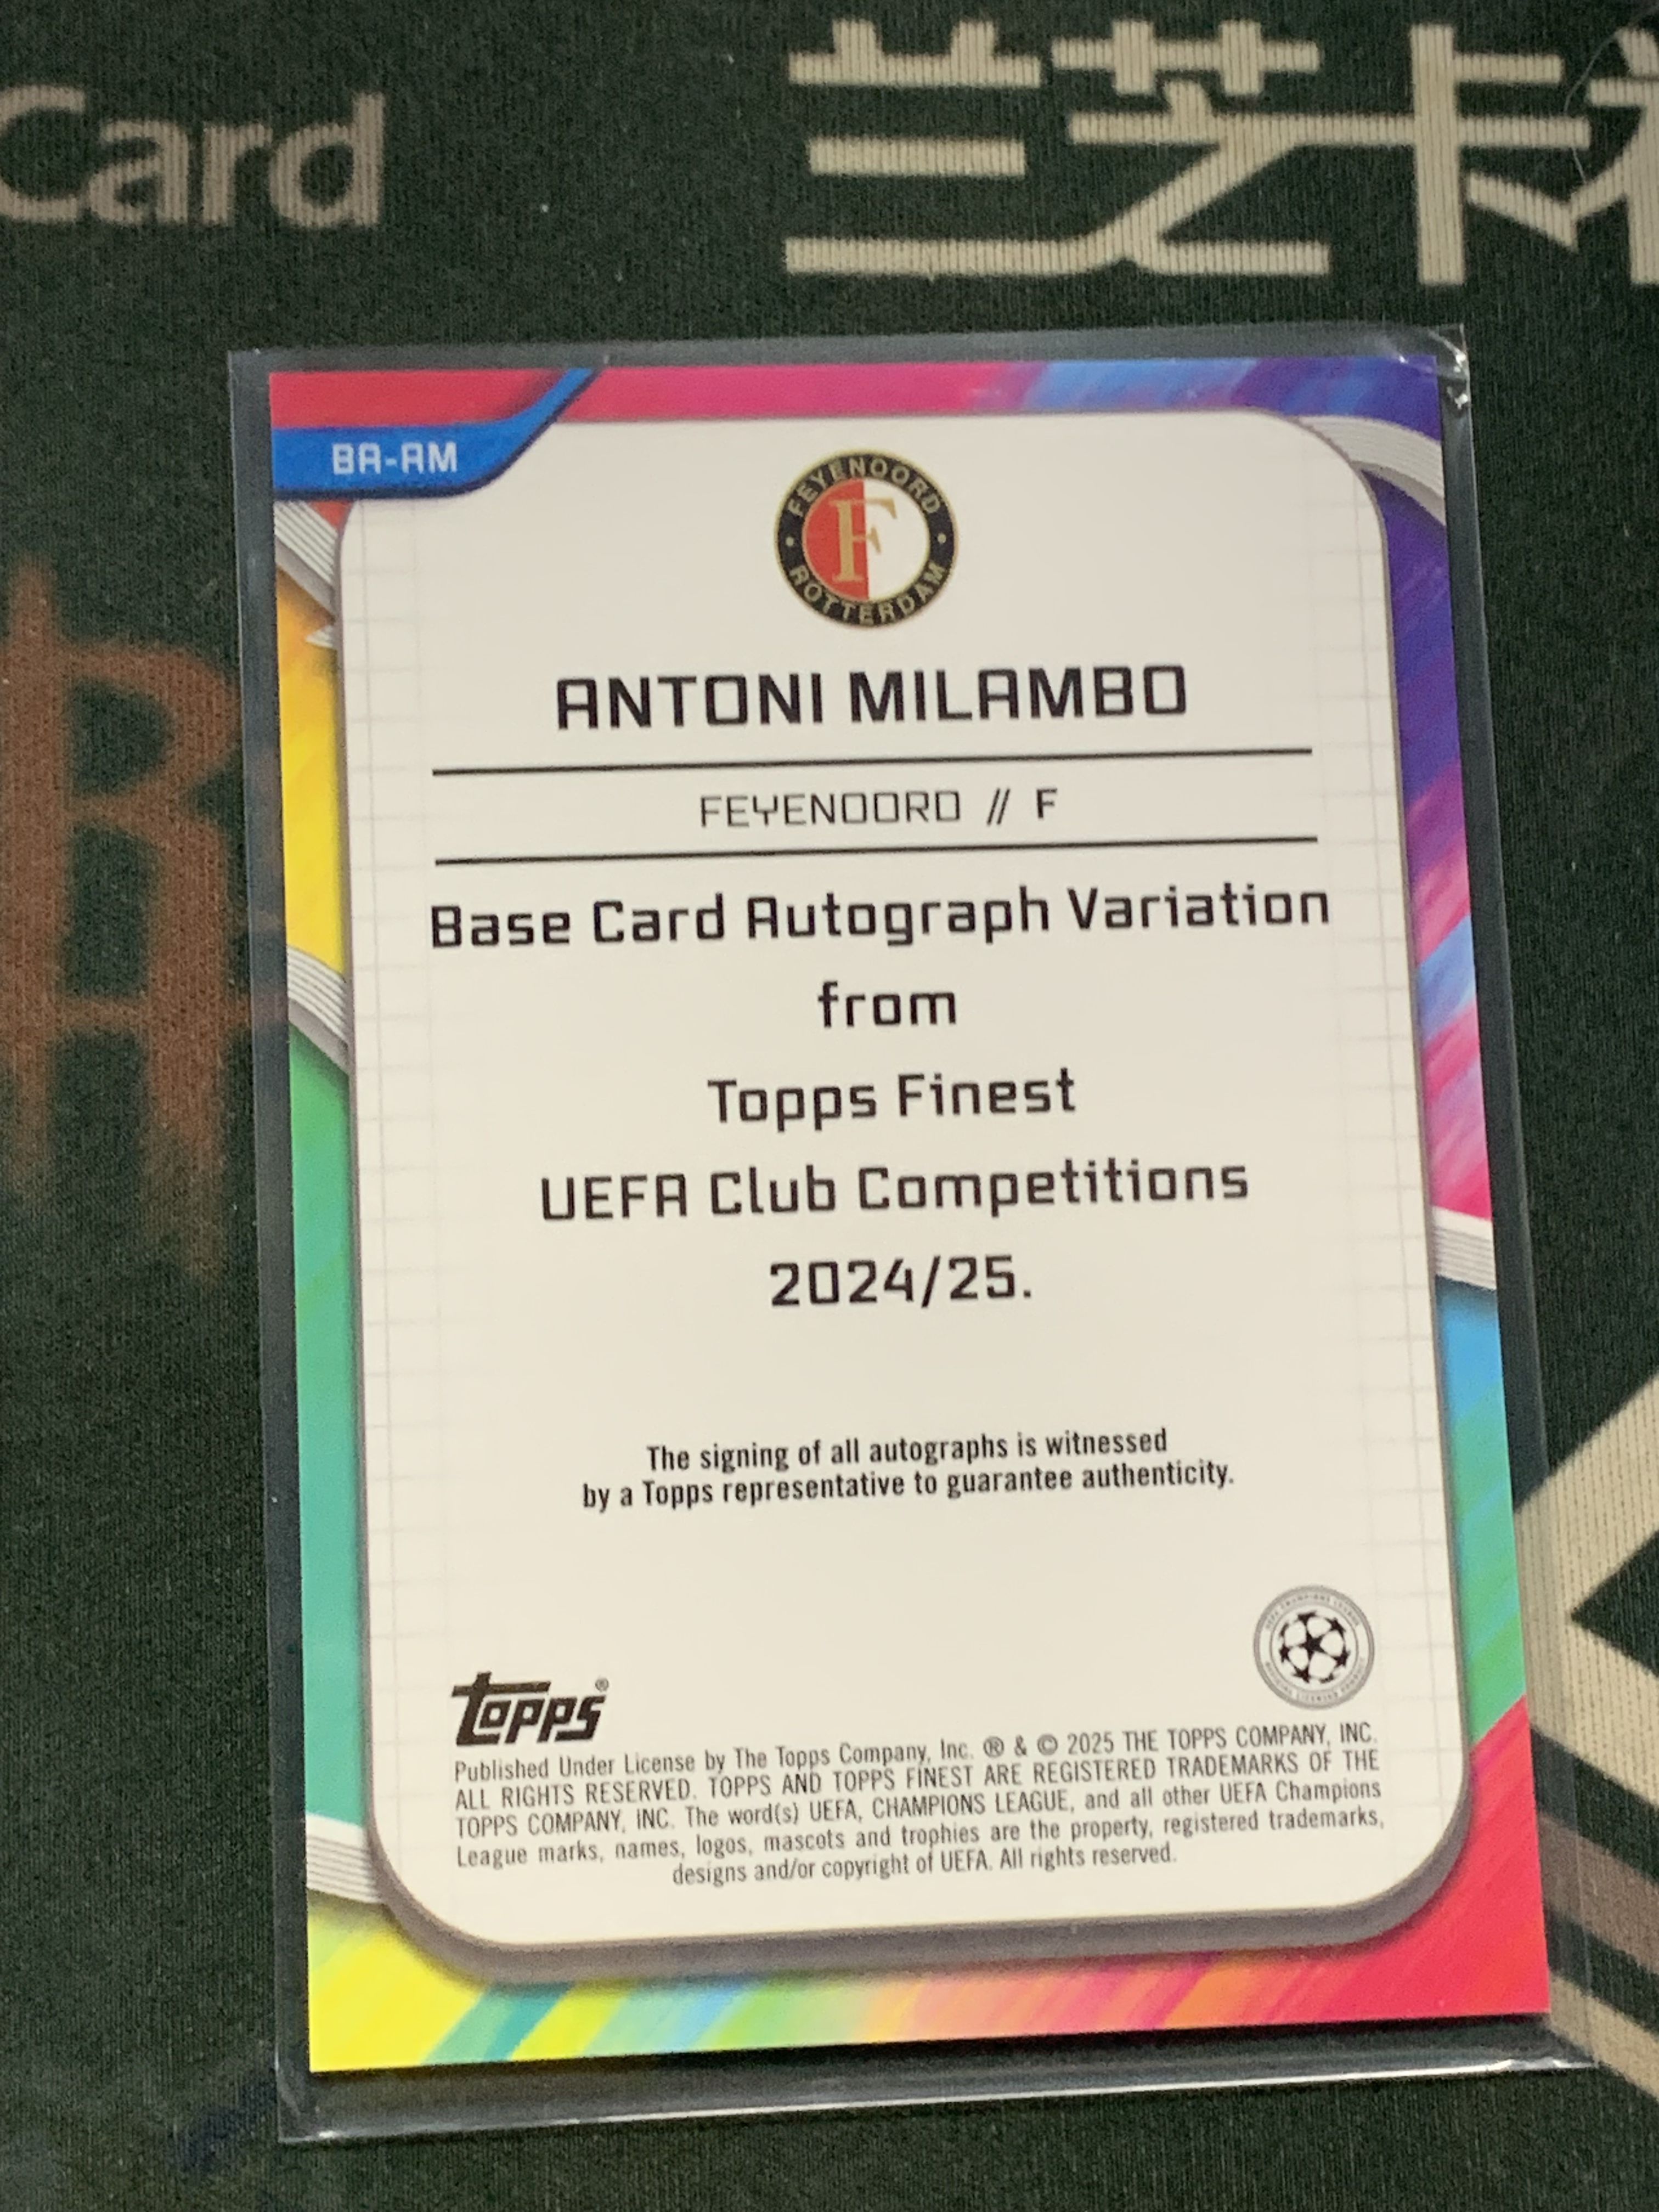 Card
兰艺卡
BA-AM
FEYENOORD
F
ROTTERDAM
ANTONI MILAMBO
FEYENOORD // F
Base Card Autograph Variation
from
Topps Finest
UEFA Club Competitions
2024/25.
The signing of all autographs is witnessed
by a Topps representative to guarantee authenticity.
topps®
Published Under License by The Topps Company, Inc. ® & © 2025 THE TOPPS COMPANY, INC.
ALL RIGHTS RESERVED. TOPPS AND TOPPS FINEST ARE REGISTERED TRADEMARKS OF THE
TOPPS COMPANY, INC. The word(s) UEFA, CHAMPIONS LEAGUE, and all other UEFA Champions
League marks, names, logos, mascots and trophies are the property, registered trademarks,
designs and/or copyright of UEFA. All rights reserved.